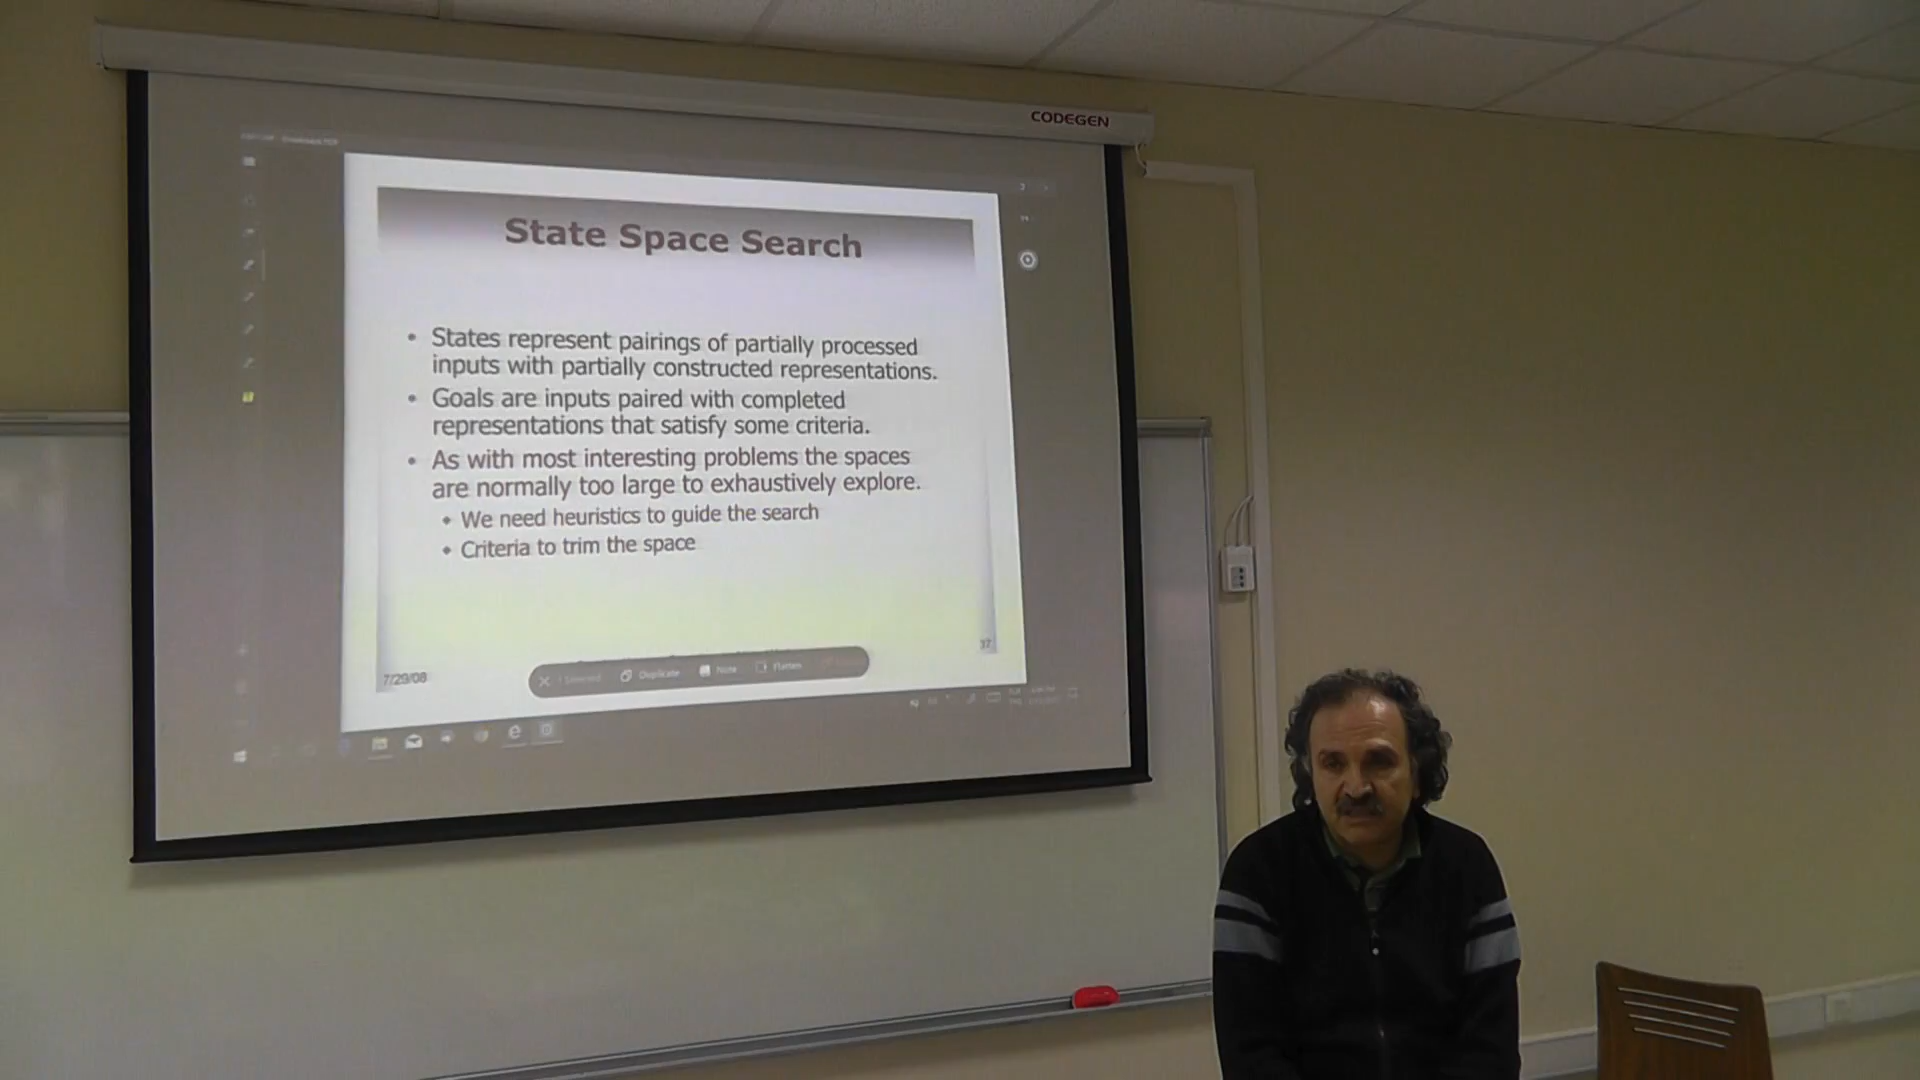 CODEGEN
State Space Search
• States represent pairings of partially processed
inputs with partially constructed representations.
• Goals are inputs paired with completed
representations that satisfy some criteria.
• As with most interesting problems the spaces
are normally too large to exhaustively explore.
• We need heuristics to guide the search
• Criteria to trim the space
37
7/29/08
Duplicate Note Flatten